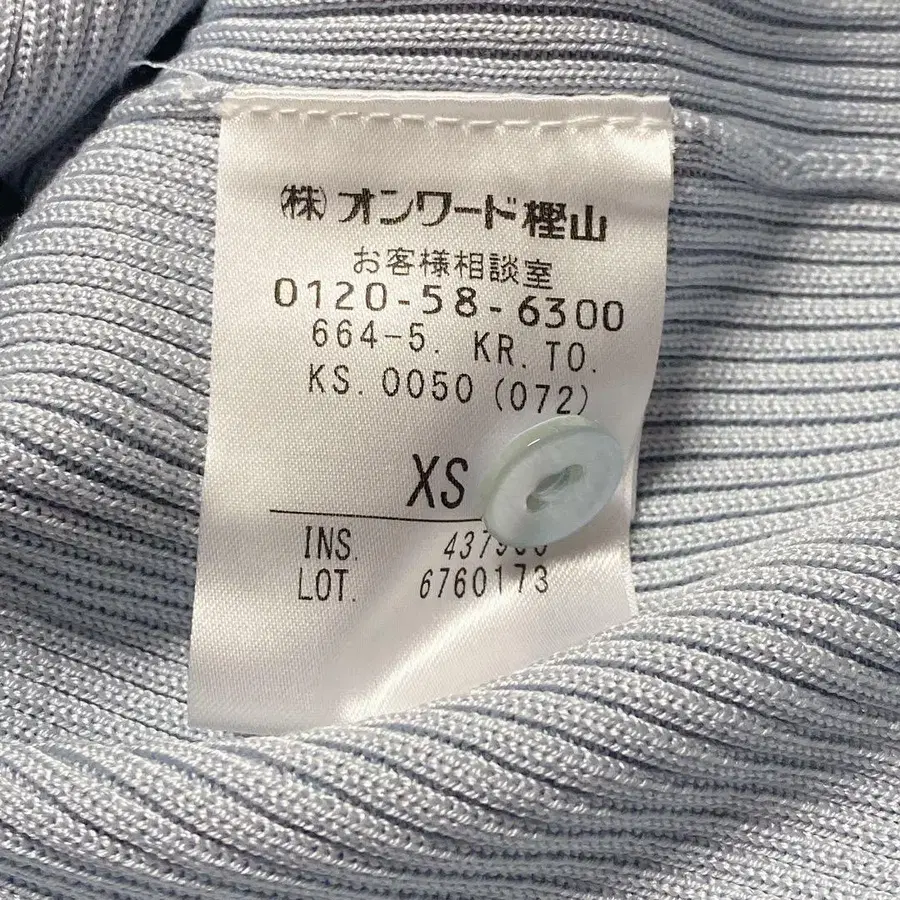 (株)オンワード樫山
お客様相談室
0120-58-6300
664-5. KR.TO.
KS.0050(072)
XS
INS.
LOT. 6760173